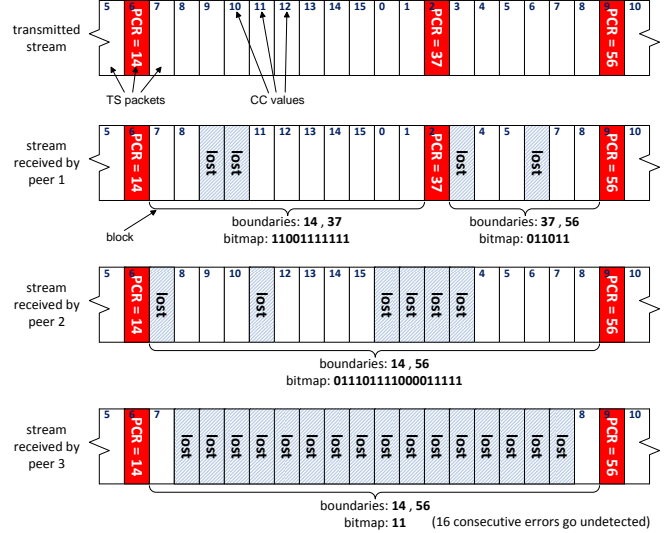 transmitted
stream
5 6 7 8 9 10 11 12 13 14 15 0 1 2 3 4 5 6 7 8 9 10
PCR = 14 PCR = 37 PCR = 56
TS packets
CC values
stream
received by
peer 1
5 6 7 8 11 12 13 14 15 0 1 2 4 5 7 8 9 10
PCR = 14 lost lost PCR = 37 lost lost PCR = 56
block
boundaries: 14 , 37
bitmap: 11001111111
boundaries: 37 , 56
bitmap: 011011
stream
received by
peer 2
5 6 8 9 10 12 13 14 15 4 5 6 7 8 9 10
PCR = 14 lost lost lost lost lost lost PCR = 56
boundaries: 14 , 56
bitmap: 011101111000011111
stream
received by
peer 3
5 6 7 8 9 10
PCR = 14 lost lost lost lost lost lost lost lost lost lost lost lost lost lost lost lost PCR = 56
boundaries: 14 , 56
bitmap: 11 (16 consecutive errors go undetected)